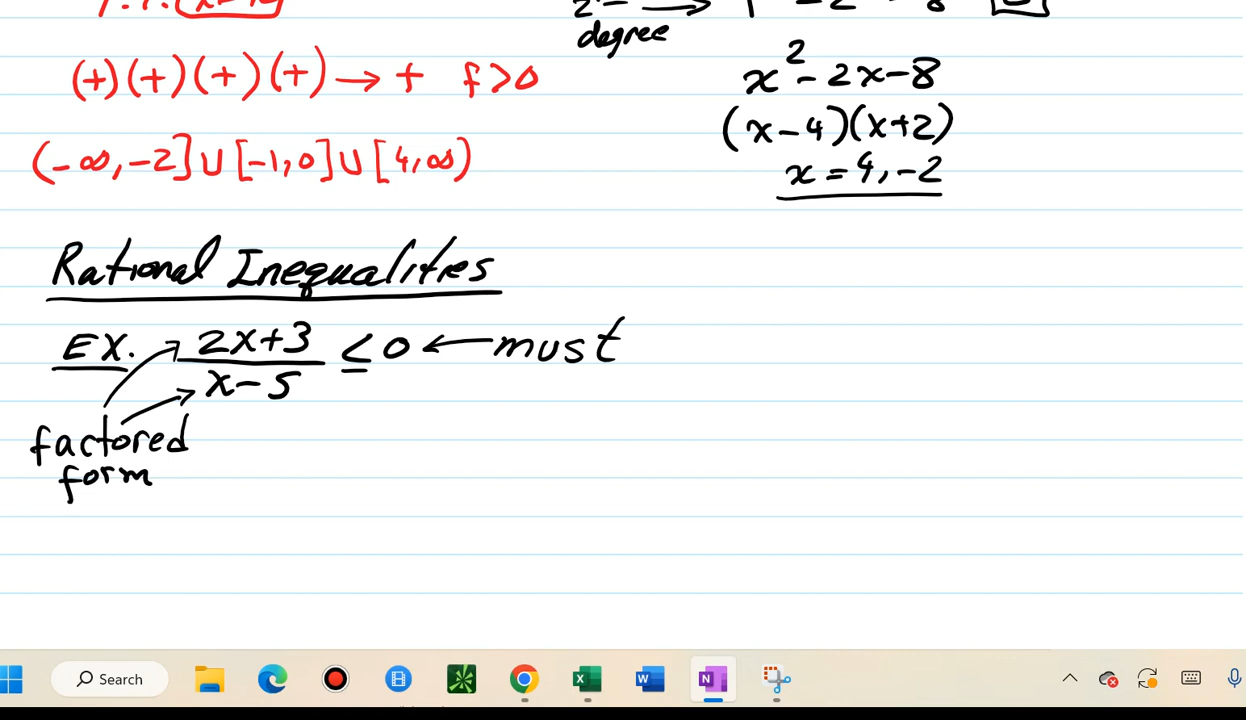 degree
(+)(+)(+)(+) → + f > 0
(-∞, -2] ∪ [-1, 0] ∪ [4, ∞)
x² - 2x - 8
(x - 4)(x + 2)
x = 4, -2
Rational Inequalities
EX. (2x+3)/(x-5) ≤ 0 ← must
factored
form
Search